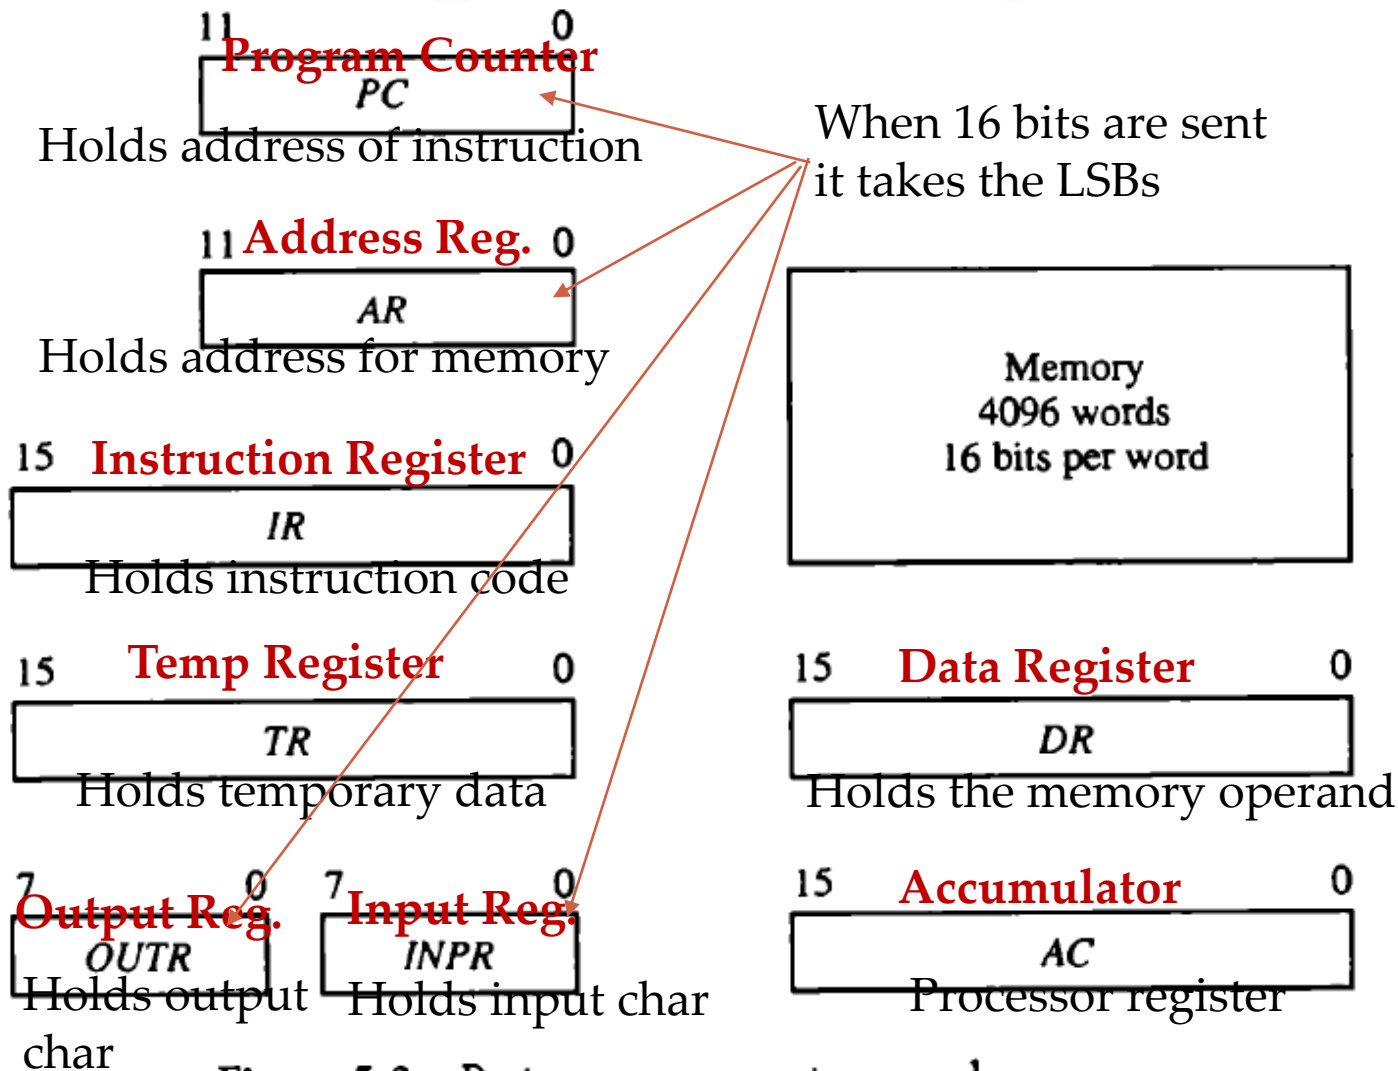 11 0
Program Counter
PC
Holds address of instruction
When 16 bits are sent
it takes the LSBs
11 Address Reg. 0
AR
Holds address for memory
Memory
4096 words
16 bits per word
15 Instruction Register 0
IR
Holds instruction code
15 Temp Register 0
TR
Holds temporary data
15 Data Register 0
DR
Holds the memory operand
7 0
Output Reg.
OUTR
Holds output
char
7 0
Input Reg.
INPR
Holds input char
15 Accumulator 0
AC
Processor register